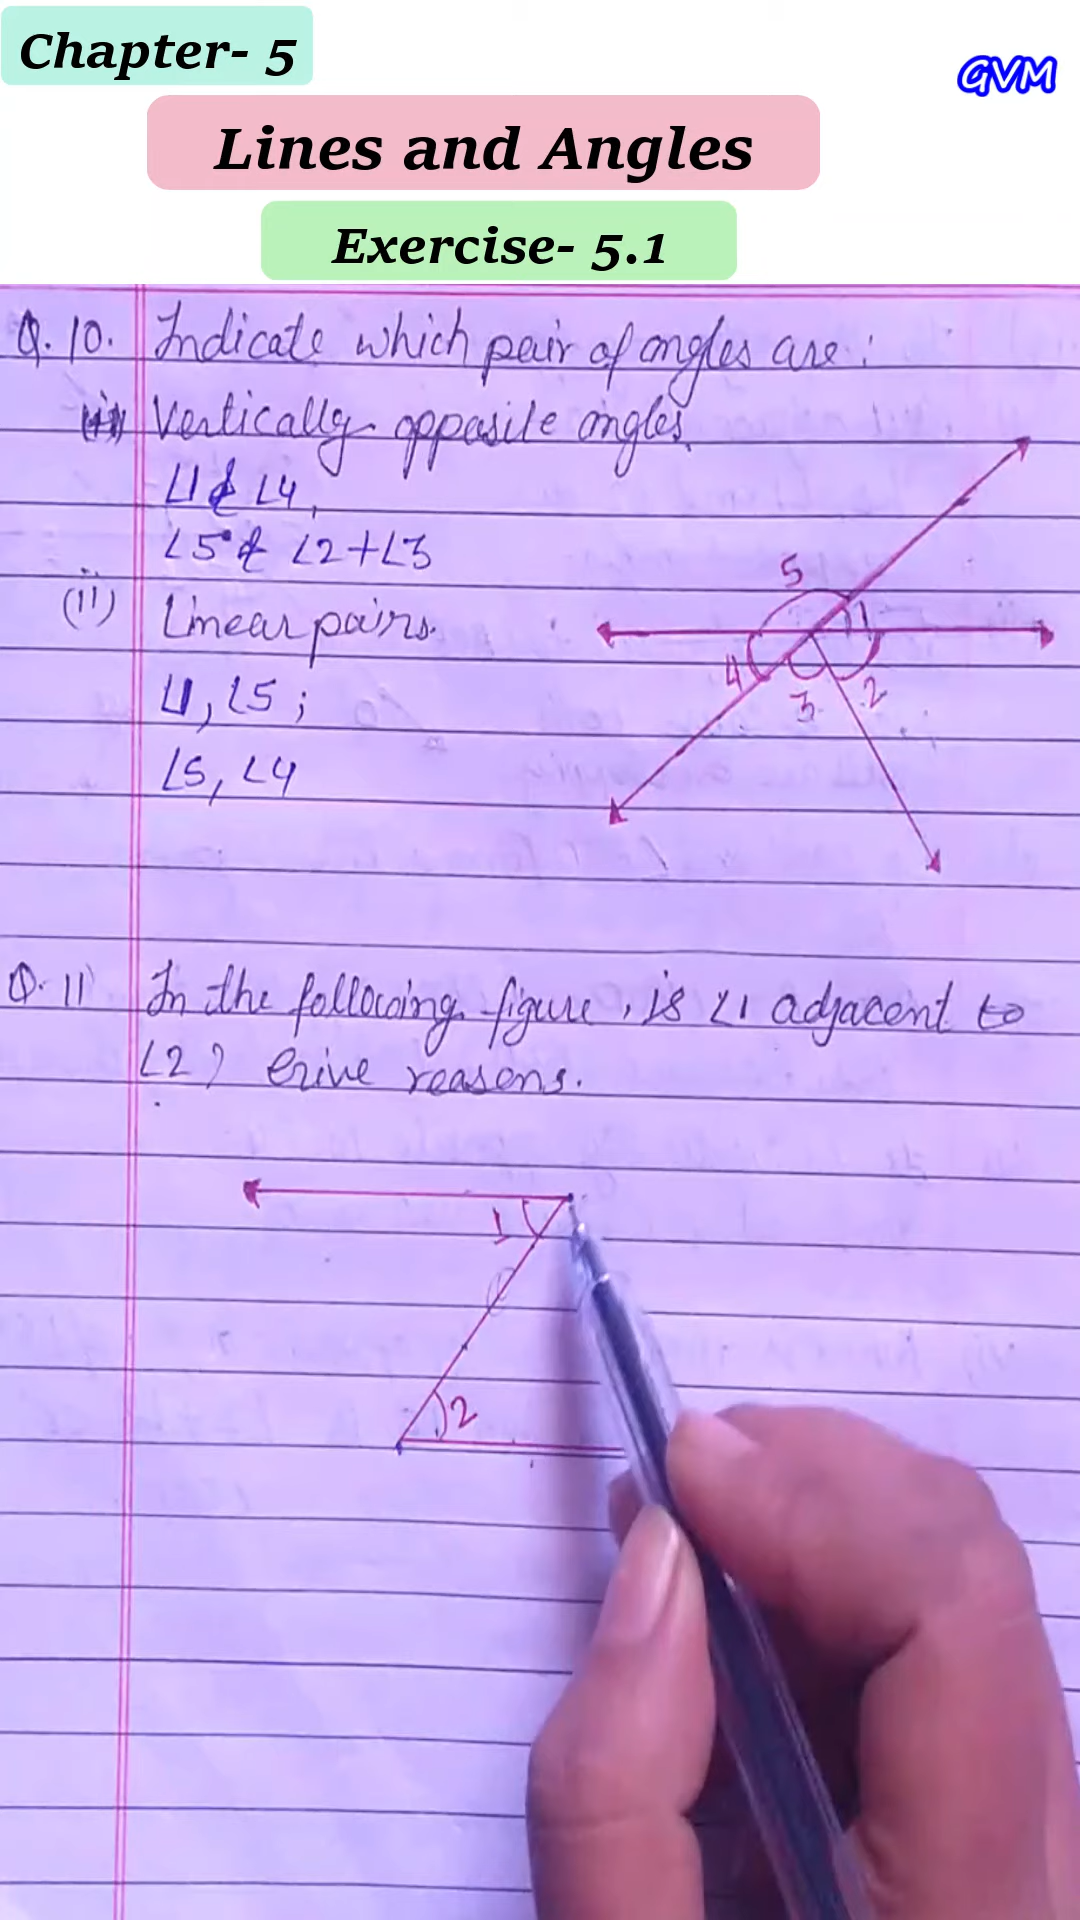 Chapter- 5
GVM
Lines and Angles
Exercise- 5.1
Q. 10. Indicate which pair of angles are:
Vertically opposite angles.
∠1 & ∠4,
∠5 & ∠2+∠3
(ii) Linear pairs.
∠1, ∠5 ;
∠5, ∠4
5
1
4
3
2
Q. 11 In the following figure, is ∠1 adjacent to
∠2? Give reasons.
1
2